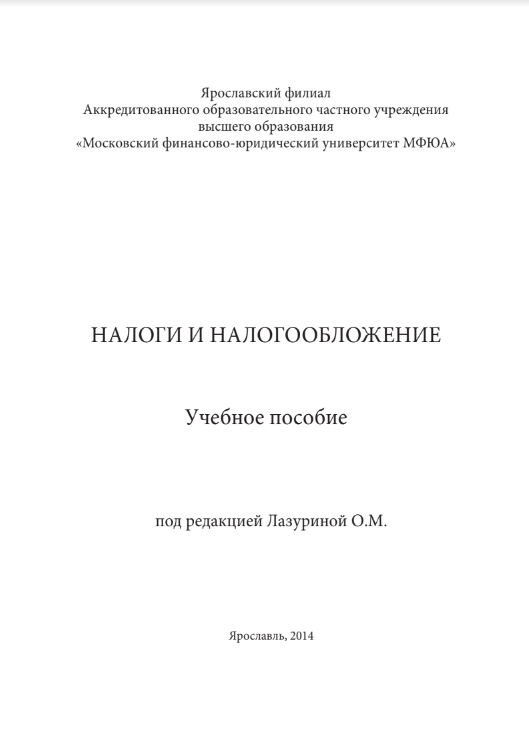 Ярославский филиал
Аккредитованного образовательного частного учреждения
высшего образования
«Московский финансово-юридический университет МФЮА»
НАЛОГИ И НАЛОГООБЛОЖЕНИЕ
Учебное пособие
под редакцией Лазуриной О.М.
Ярославль, 2014